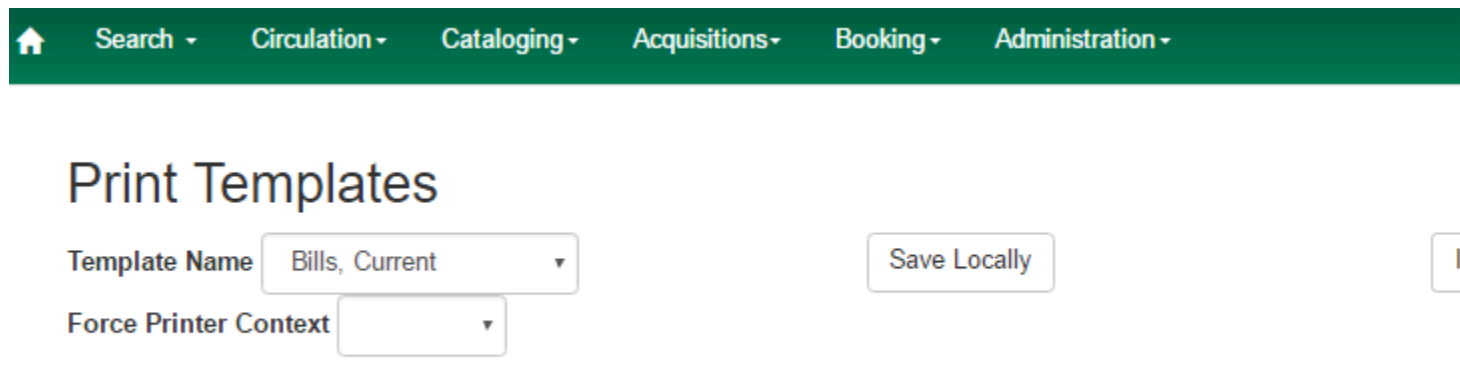 Search Circulation Cataloging Acquisitions Booking Administration
Print Templates
Template Name Bills, Current Save Locally
Force Printer Context